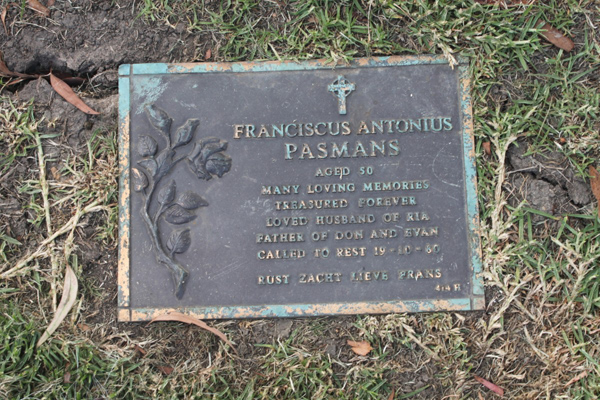 FRANCISCUS ANTONIUS
PASMANS
AGED 50
MANY LOVING MEMORIES
TREASURED FOREVER
LOVED HUSBAND OF RIA
FATHER OF DON AND EVAN
CALLED TO REST 19-10-80
RUST ZACHT LIEVE FRANS